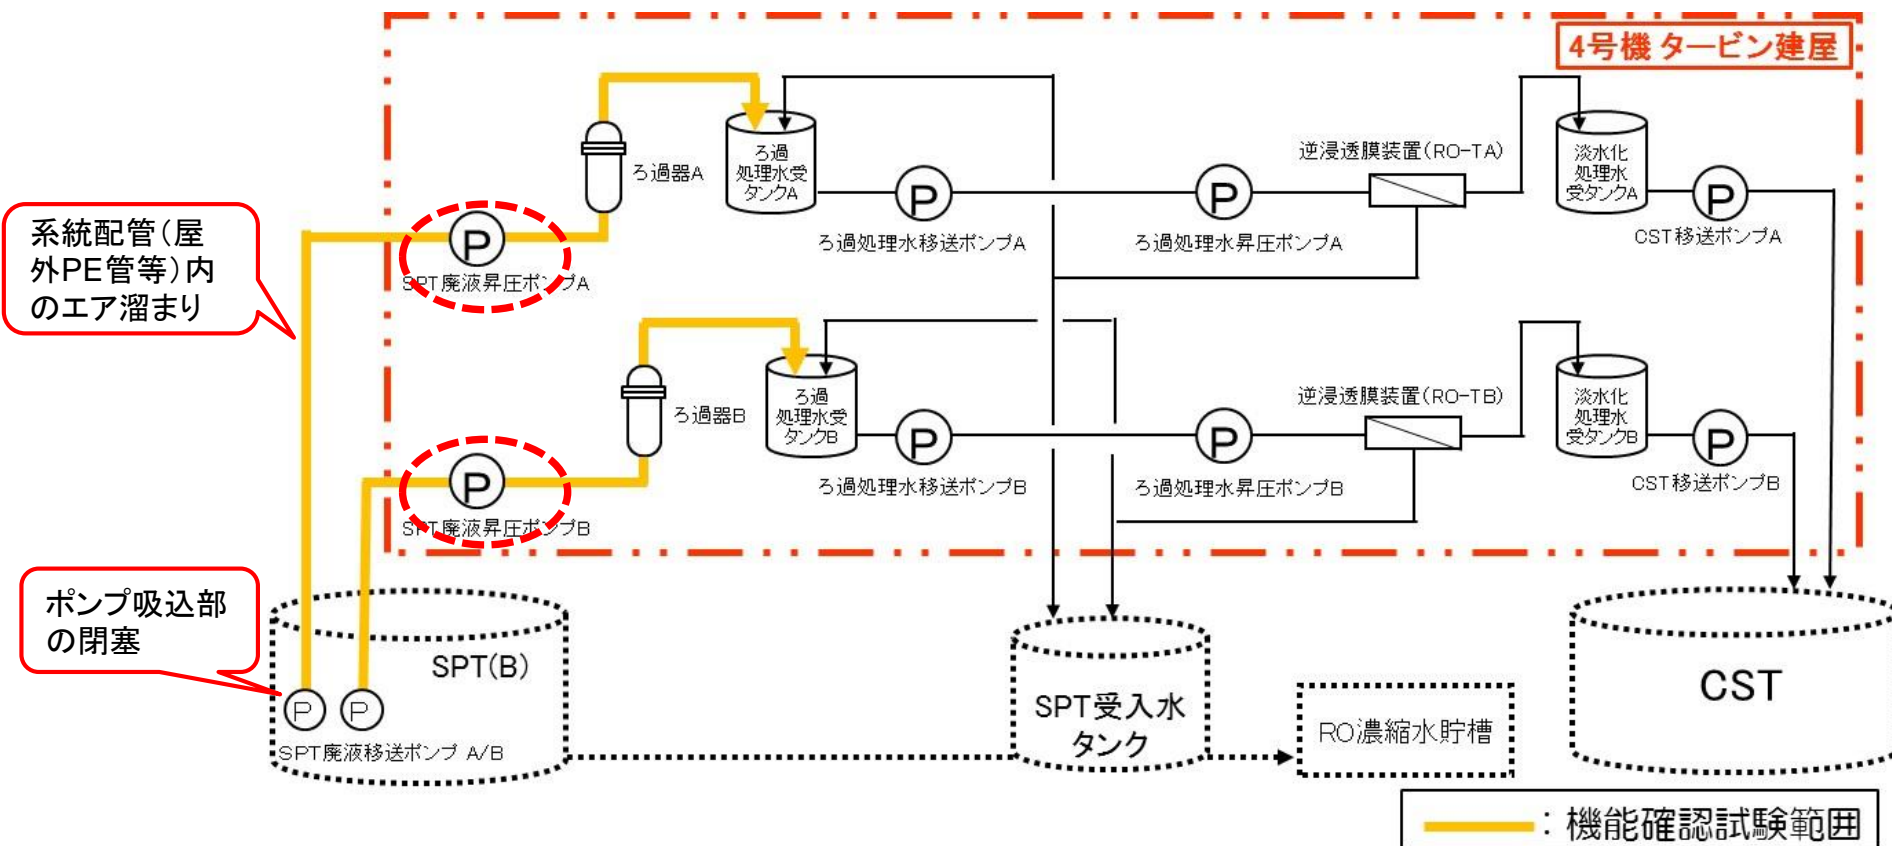 4号機 タービン建屋
ろ過
処理水受
タンクA
ろ過器A
逆浸透膜装置(RO-TA)
淡水化
処理水
受タンクA
P
P
P
P
ろ過処理水移送ポンプA
ろ過処理水昇圧ポンプA
CST移送ポンプA
系統配管(屋
外PE管等)内
のエア溜まり
SPT廃液昇圧ポンプA
ろ過
処理水受
タンクB
ろ過器B
逆浸透膜装置(RO-TB)
淡水化
処理水
受タンクB
P
P
P
P
ろ過処理水移送ポンプB
ろ過処理水昇圧ポンプB
CST移送ポンプB
SPT廃液昇圧ポンプB
ポンプ吸込部
の閉塞
SPT(B)
P
P
SPT廃液移送ポンプ A/B
SPT受入水
タンク
RO濃縮水貯槽
CST
:機能確認試験範囲